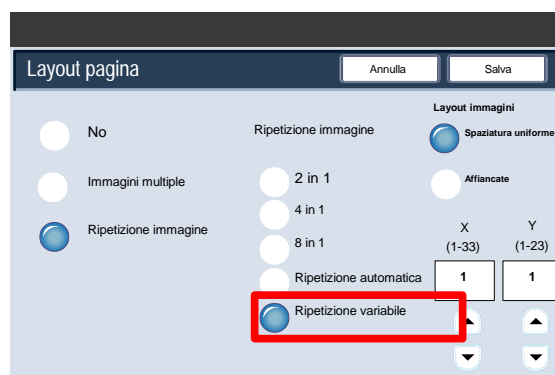 Layout pagina
Annulla
Salva
No
Immagini multiple
Ripetizione immagine
Ripetizione immagine
2 in 1
4 in 1
8 in 1
Ripetizione automatica
Ripetizione variabile
Layout immagini
Spaziatura uniforme
Affiancate
X Y
(1-33) (1-23)
1 1